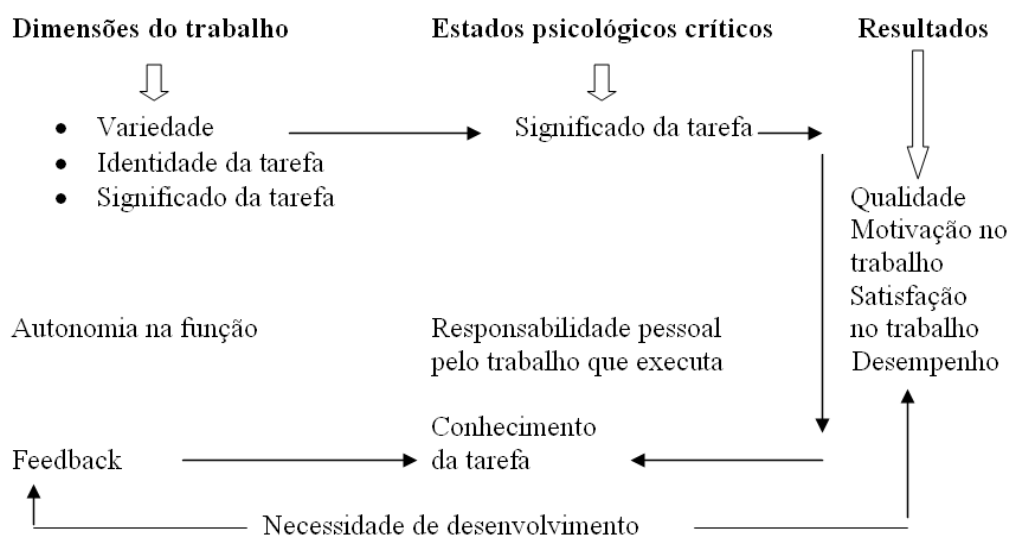 Dimensões do trabalho
Estados psicológicos críticos
Resultados
Variedade
Identidade da tarefa
Significado da tarefa
Significado da tarefa
Qualidade
Motivação no
trabalho
Satisfação
no trabalho
Desempenho
Autonomia na função
Responsabilidade pessoal
pelo trabalho que executa
Feedback
Conhecimento
da tarefa
Necessidade de desenvolvimento